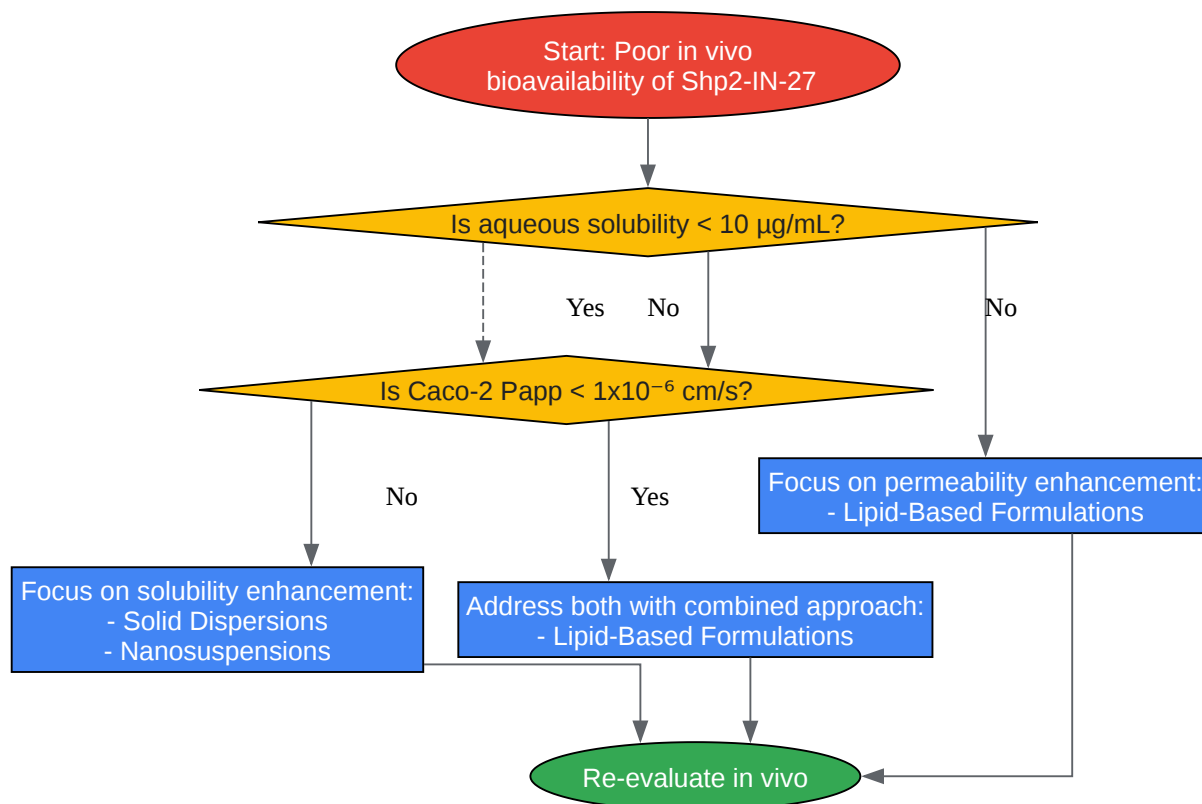 Start: Poor in vivo
bioavailability of Shp2-IN-27
Is aqueous solubility < 10 µg/mL?
Yes
No
No
Is Caco-2 Papp < 1x10⁻⁶ cm/s?
No
Yes
Focus on permeability enhancement:
- Lipid-Based Formulations
Focus on solubility enhancement:
- Solid Dispersions
- Nanosuspensions
Address both with combined approach:
- Lipid-Based Formulations
Re-evaluate in vivo